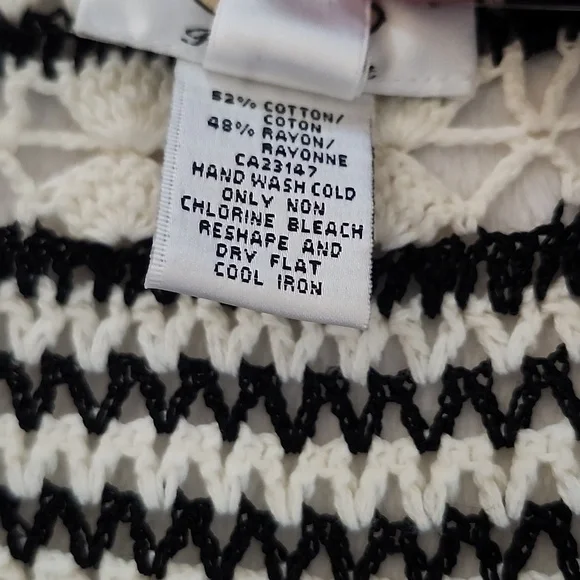 52% COTTON/
COTON
48% RAYON/
RAYONNE
CA23147
HAND WASH COLD
ONLY NON
CHLORINE BLEACH
RESHAPE AND
DRY FLAT
COOL IRON